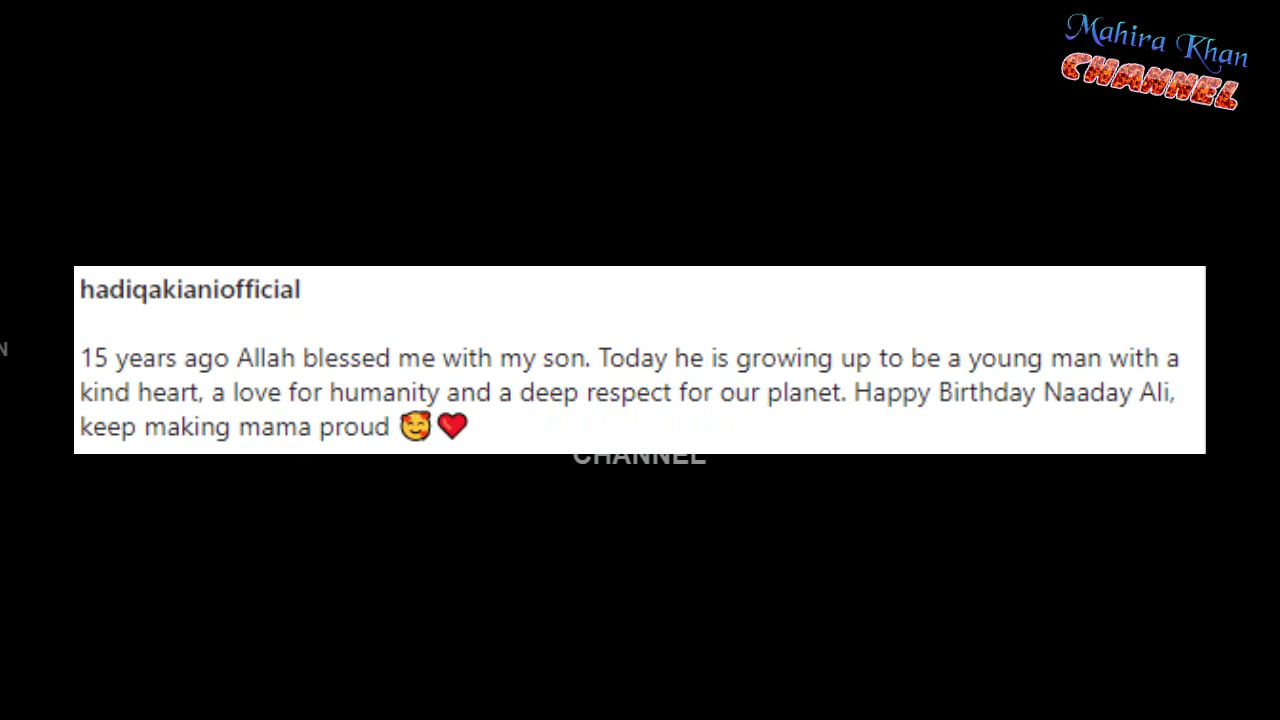 Mahira Khan
CHANNEL
hadiqakianiofficial
15 years ago Allah blessed me with my son. Today he is growing up to be a young man with a
kind heart, a love for humanity and a deep respect for our planet. Happy Birthday Naaday Ali,
keep making mama proud 🥰❤️
CHANNEL